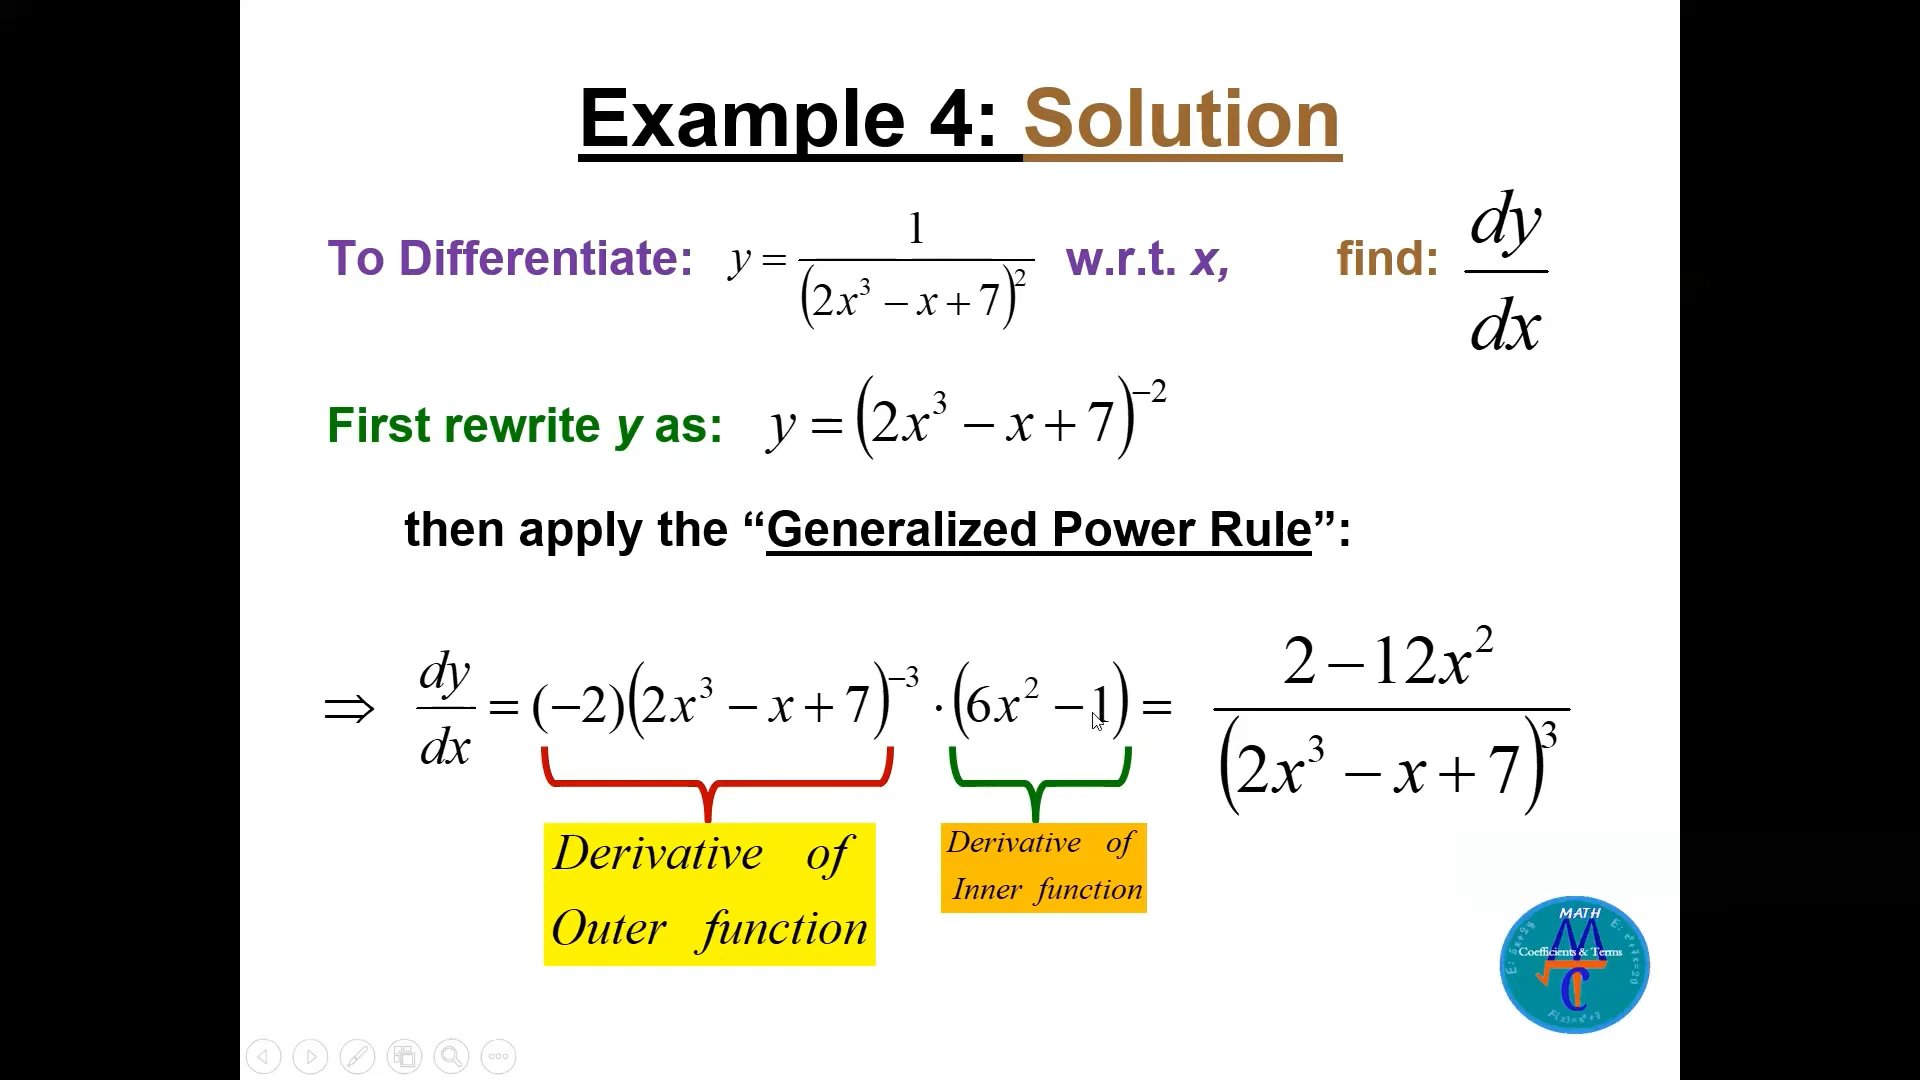 Example 4: Solution
To Differentiate: y = 1 / (2x³ − x + 7)² w.r.t. x, find: dy/dx
First rewrite y as: y = (2x³ − x + 7)⁻²
then apply the “Generalized Power Rule”:
⇒ dy/dx = (−2)(2x³ − x + 7)⁻³ · (6x² − 1) = 2 − 12x² / (2x³ − x + 7)³
Derivative of
Outer function
Derivative of
Inner function
MATH
Coefficients & Terms